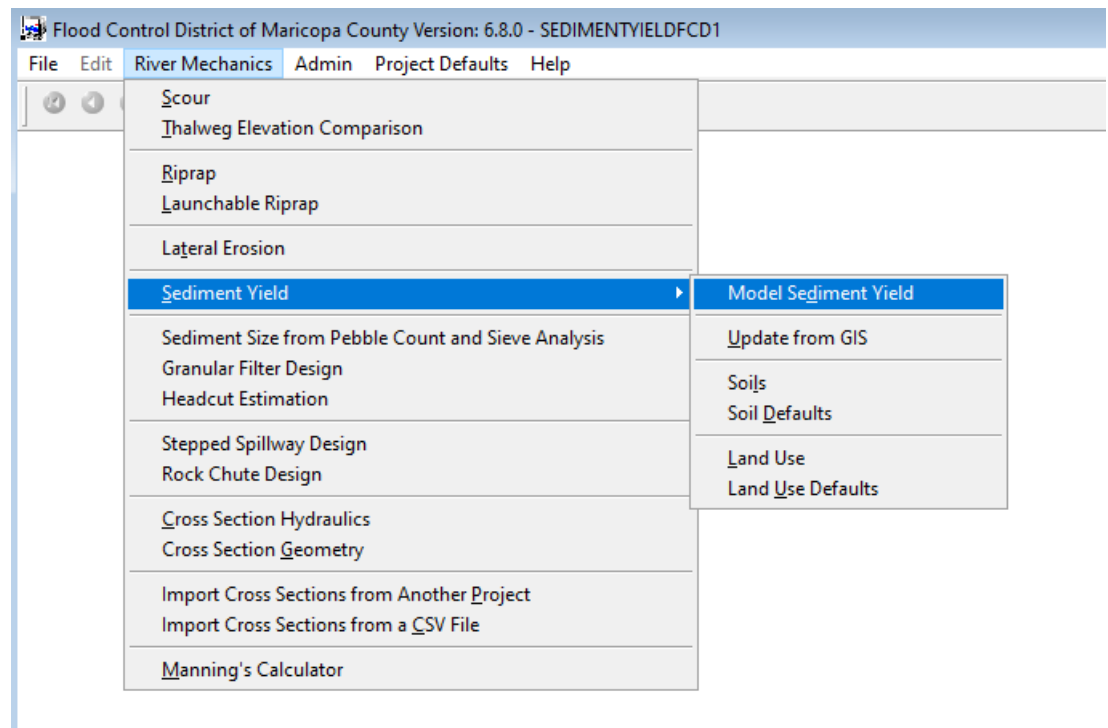 Flood Control District of Maricopa County Version: 6.8.0 - SEDIMENTYIELDFCD1
File Edit River Mechanics Admin Project Defaults Help
Scour
Thalweg Elevation Comparison
Riprap
Launchable Riprap
Lateral Erosion
Sediment Yield
Model Sediment Yield
Sediment Size from Pebble Count and Sieve Analysis
Update from GIS
Granular Filter Design
Soils
Headcut Estimation
Soil Defaults
Stepped Spillway Design
Land Use
Rock Chute Design
Land Use Defaults
Cross Section Hydraulics
Cross Section Geometry
Import Cross Sections from Another Project
Import Cross Sections from a CSV File
Manning's Calculator